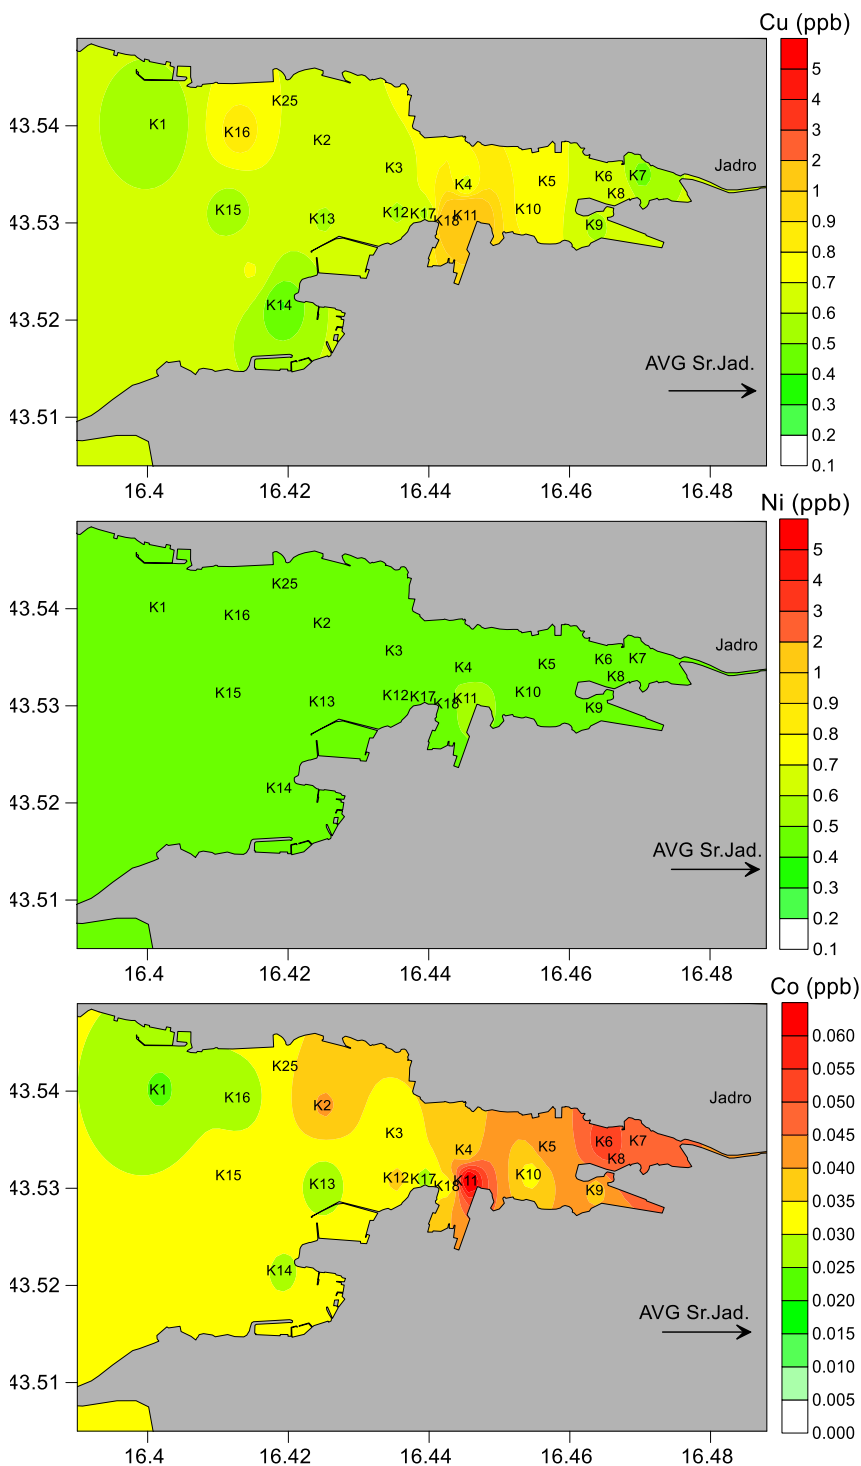 Cu (ppb)
5
4
3
2
1
0.9
0.8
0.7
0.6
0.5
0.4
0.3
0.2
0.1
43.54
43.53
43.52
43.51
K1
K16
K25
K2
K3
K15
K13
K12
K17
K18
K11
K4
K5
K10
K6
K7
K8
K9
K14
Jadro
AVG Sr.Jad.
16.4
16.42
16.44
16.46
16.48
Ni (ppb)
5
4
3
2
1
0.9
0.8
0.7
0.6
0.5
0.4
0.3
0.2
0.1
43.54
43.53
43.52
43.51
K1
K16
K25
K2
K3
K15
K13
K12
K17
K18
K11
K4
K5
K10
K6
K7
K8
K9
K14
Jadro
AVG Sr.Jad.
16.4
16.42
16.44
16.46
16.48
Co (ppb)
0.060
0.055
0.050
0.045
0.040
0.035
0.030
0.025
0.020
0.015
0.010
0.005
0.000
43.54
43.53
43.52
43.51
K1
K16
K25
K2
K3
K15
K13
K12
K17
K18
K11
K4
K5
K10
K6
K7
K8
K9
K14
Jadro
AVG Sr.Jad.
16.4
16.42
16.44
16.46
16.48